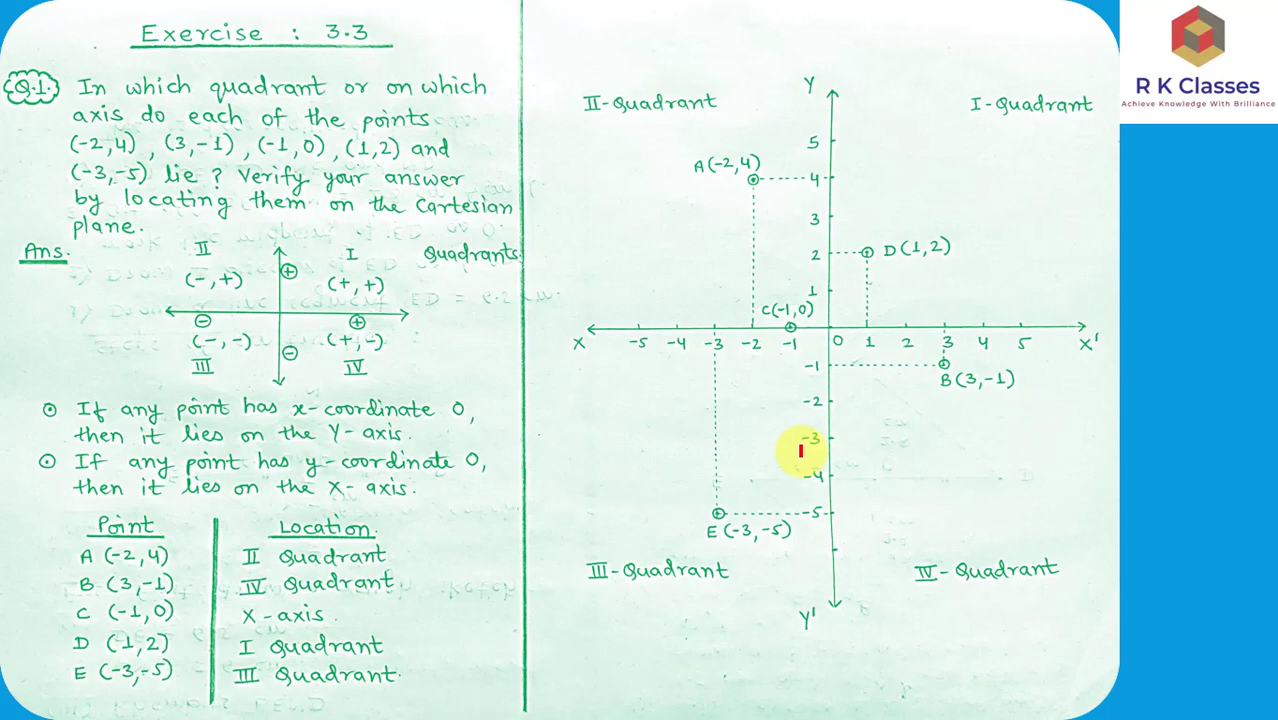 Exercise : 3.3
Q.1. In which quadrant or on which
axis do each of the points
(-2,4), (3,-1), (-1,0), (1,2) and
(-3,-5) lie ? Verify your answer
by locating them on the Cartesian
plane.
Ans.
II
I
Quadrants
(-,+)
(+,+)
(-,-)
(+,-)
III
IV
⊙ If any point has x-coordinate 0,
then it lies on the Y-axis.
⊙ If any point has y-coordinate 0,
then it lies on the X-axis.
Point
Location.
A (-2,4)
II Quadrant
B (3,-1)
IV Quadrant
C (-1,0)
X-axis.
D (-1,2)
I Quadrant
E (-3,-5)
III Quadrant.
Y
II-Quadrant
I-Quadrant
5
A(-2,4)
4
3
D(1,2)
2
1
C(-1,0)
X
-5 -4 -3 -2 -1 0 1 2 3 4 5
X'
-1
B(3,-1)
-2
-3
-4
-5
E(-3,-5)
III-Quadrant
IV-Quadrant
Y'
R K Classes
Achieve Knowledge With Brilliance